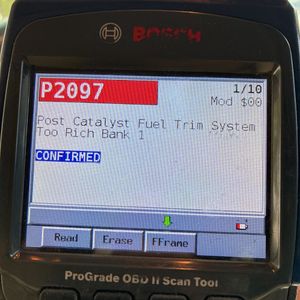 BOSCH
P2097
1/10
Mod $00
Post Catalyst Fuel Trim System
Too Rich Bank 1
CONFIRMED
Read Erase FFrame
ProGrade OBD II Scan Tool